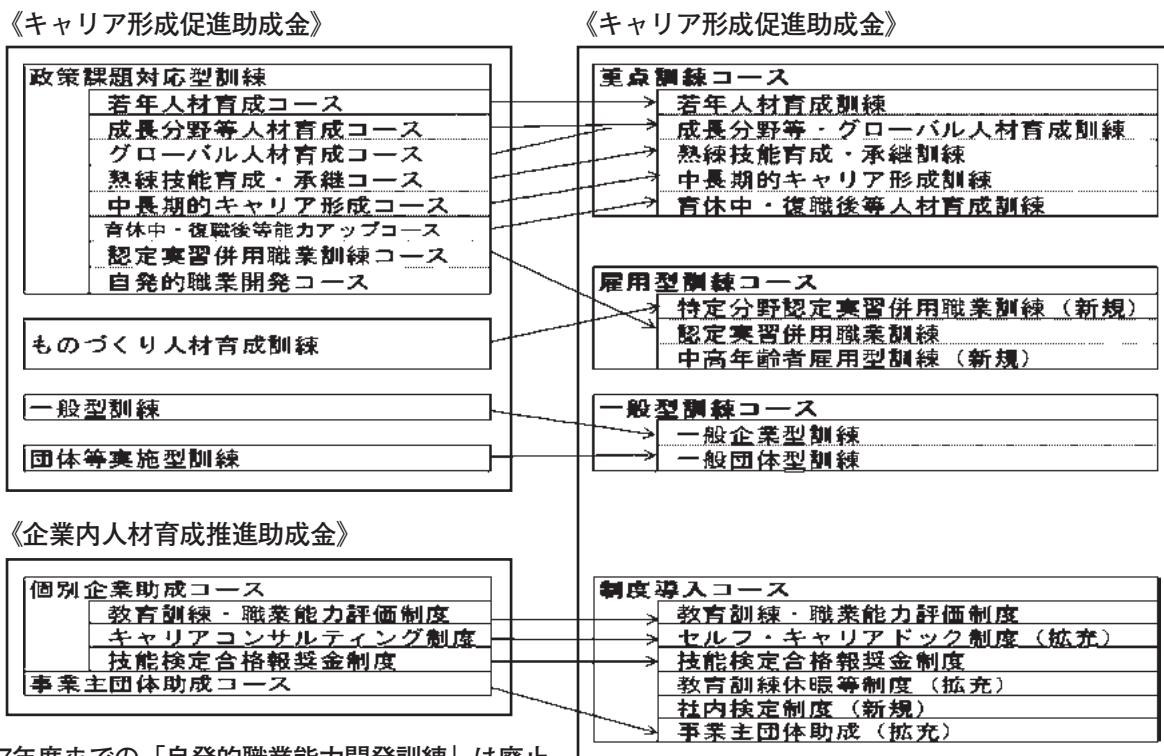 《キャリア形成促進助成金》
政策課題対応型訓練
若年人材育成コース
成長分野等人材育成コース
グローバル人材育成コース
熟練技能育成・承継コース
中長期的キャリア形成コース
育休中・復職後等能力アップコース
認定実習併用職業訓練コース
自発的職業開発コース
ものづくり人材育成訓練
一般型訓練
団体等実施型訓練
《企業内人材育成推進助成金》
個別企業助成コース
教育訓練・職業能力評価制度
キャリアコンサルティング制度
技能検定合格報奨金制度
事業主団体助成コース
《キャリア形成促進助成金》
重点訓練コース
若年人材育成訓練
成長分野等・グローバル人材育成訓練
熟練技能育成・承継訓練
中長期的キャリア形成訓練
育休中・復職後等人材育成訓練
雇用型訓練コース
特定分野認定実習併用職業訓練（新規）
認定実習併用職業訓練
中高年齢者雇用型訓練（新規）
一般型訓練コース
一般企業型訓練
一般団体型訓練
制度導入コース
教育訓練・職業能力評価制度
セルフ・キャリアドック制度（拡充）
技能検定合格報奨金制度
教育訓練休暇等制度（拡充）
社内検定制度（新規）
事業主団体助成（拡充）
7年度までの「自発的職業能力開発訓練」は廃止